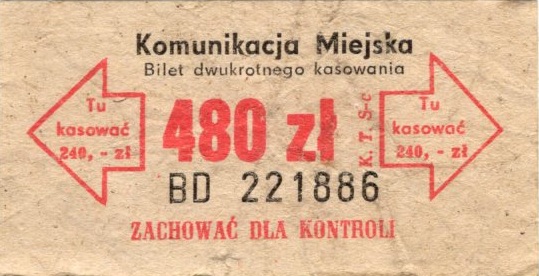 Komunikacja Miejska
Bilet dwukrotnego kasowania
Tu
kasować
240, - zł
480 zł
K. T. S-c
Tu
kasować
240, - zł
BD 221886
ZACHOWAĆ DLA KONTROLI